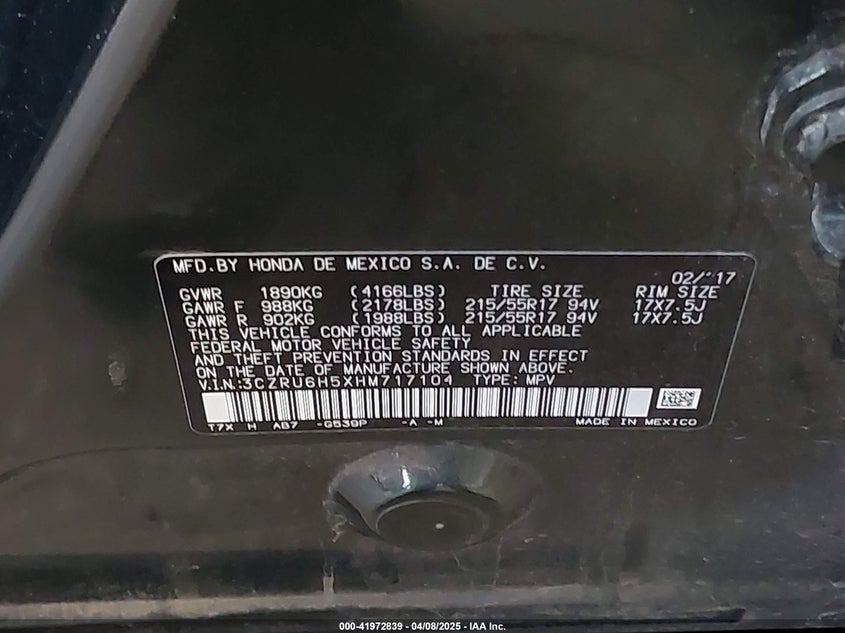 MFD.BY HONDA DE MEXICO S.A. DE C.V.
02/'17
GVWR 1890KG (4166LBS) TIRE SIZE RIM SIZE
GAWR F 988KG (2178LBS) 215/55R17 94V 17X7.5J
GAWR R 902KG (1988LBS) 215/55R17 94V 17X7.5J
THIS VEHICLE CONFORMS TO ALL APPLICABLE
FEDERAL MOTOR VEHICLE SAFETY
AND THEFT PREVENTION STANDARDS IN EFFECT
ON THE DATE OF MANUFACTURE SHOWN ABOVE.
V.I.N:3CZRU6H5XHM717104 TYPE: MPV
T7X H AB7 -G539P -A -M MADE IN MEXICO
000-41972839 - 04/08/2025 - IAA Inc.